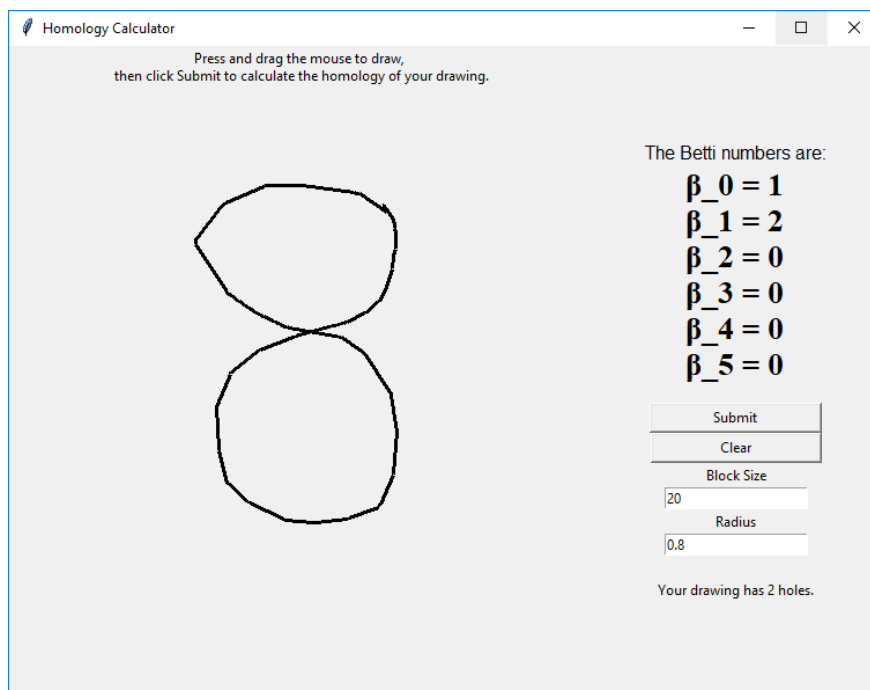 Homology Calculator
Press and drag the mouse to draw,
then click Submit to calculate the homology of your drawing.
The Betti numbers are:
β_0 = 1
β_1 = 2
β_2 = 0
β_3 = 0
β_4 = 0
β_5 = 0
Submit
Clear
Block Size
20
Radius
0.8
Your drawing has 2 holes.